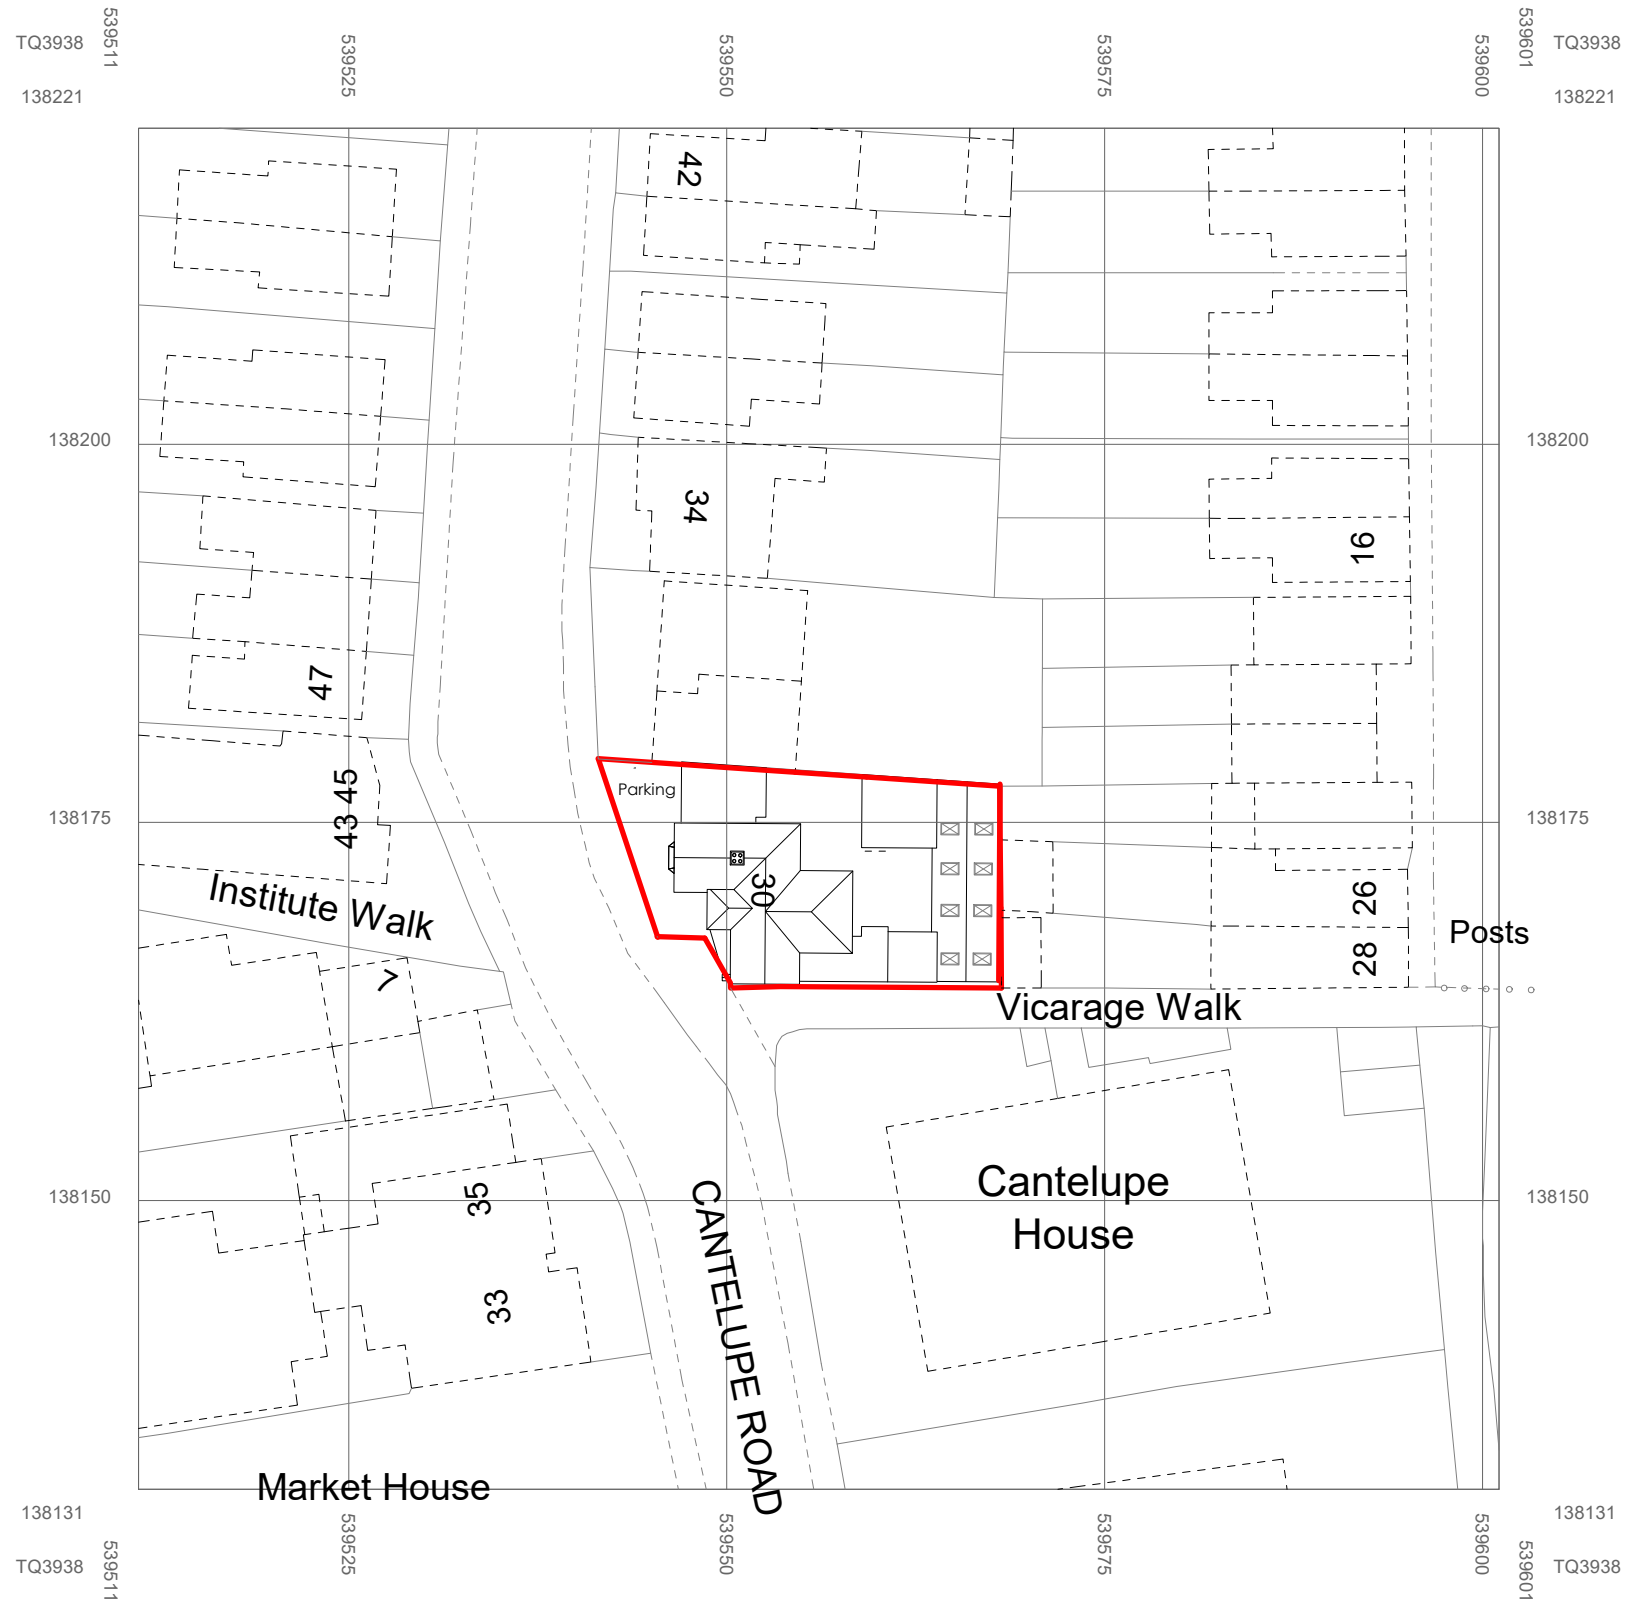 TQ3938
539511
539525
539550
539575
539600
539601
TQ3938
138221
138221
42
138200
138200
34
16
47
43 45
Parking
138175
138175
30
Institute Walk
26
28
Posts
7
Vicarage Walk
35
138150
138150
Cantelupe
House
33
CANTELUPE ROAD
Market House
138131
138131
TQ3938
539511
539525
539550
539575
539600
539601
TQ3938